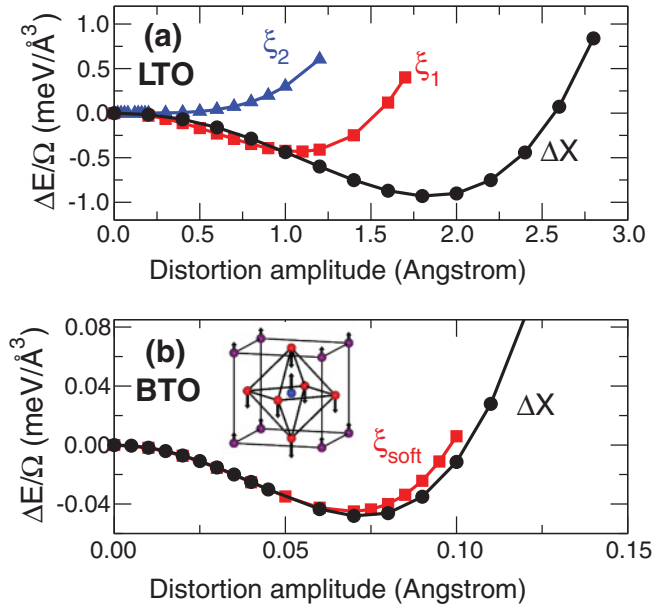 (a)
LTO
ξ2
ξ1
ΔX
ΔE/Ω (meV/Å3)
1.0
0.5
0.0
-0.5
-1.0
0.0 0.5 1.0 1.5 2.0 2.5 3.0
Distortion amplitude (Angstrom)
(b)
BTO
ξsoft
ΔX
ΔE/Ω (meV/Å3)
0.08
0.04
0.00
-0.04
0.00 0.05 0.10 0.15
Distortion amplitude (Angstrom)